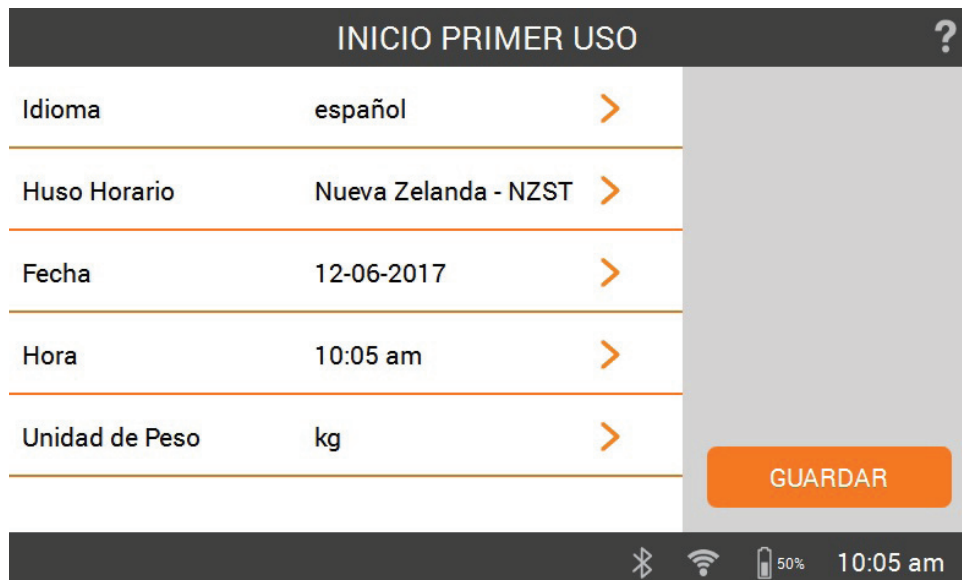 INICIO PRIMER USO ?
Idioma español
Huso Horario Nueva Zelanda - NZST
Fecha 12-06-2017
Hora 10:05 am
Unidad de Peso kg
GUARDAR
50% 10:05 am